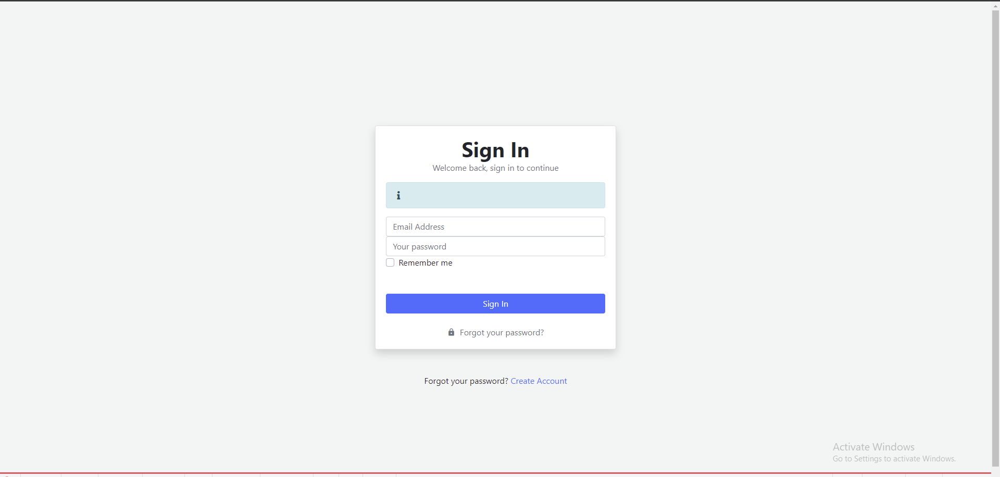 Sign In
Welcome back, sign in to continue
Email Address
Your password
Remember me
Sign In
Forgot your password?
Forgot your password? Create Account
Activate Windows
Go to Settings to activate Windows.